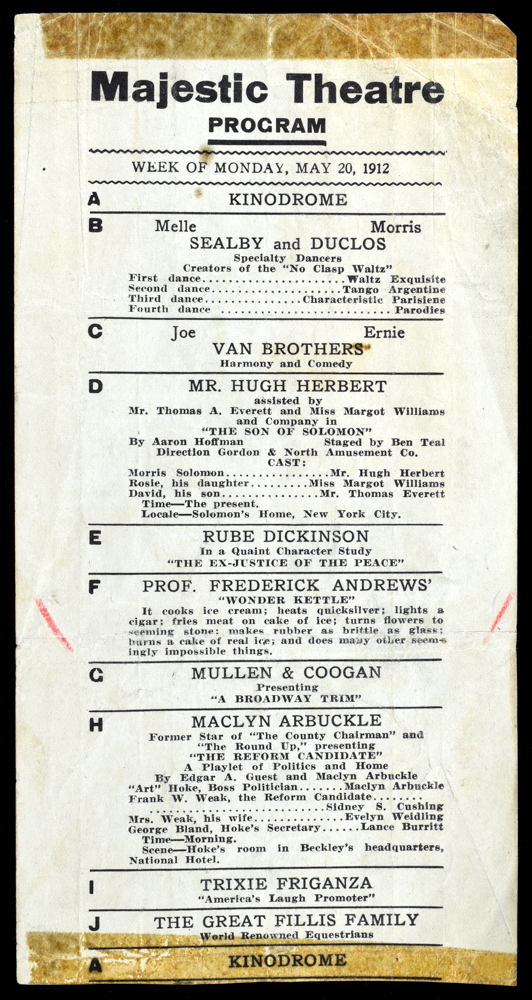 Majestic Theatre
PROGRAM
WEEK OF MONDAY, MAY 20, 1912
A KINODROME
B Melle Morris
SEALBY and DUCLOS
Specialty Dancers
Creators of the "No Clasp Waltz"
First dance......................Waltz Exquisite
Second dance....................Tango Argentine
Third dance...............Characteristic Parisiene
Fourth dance ..........................Parodies
C Joe Ernie
VAN BROTHERS
Harmony and Comedy
D MR. HUGH HERBERT
assisted by
Mr. Thomas A. Everett and Miss Margot Williams
and Company in
"THE SON OF SOLOMON"
By Aaron Hoffman Staged by Ben Teal
Direction Gordon & North Amusement Co.
CAST:
Morris Solomon................Mr. Hugh Herbert
Rosie, his daughter.........Miss Margot Williams
David, his son...............Mr. Thomas Everett
Time—The present.
Locale—Solomon's Home, New York City.
E RUBE DICKINSON
In a Quaint Character Study
"THE EX-JUSTICE OF THE PEACE"
F PROF. FREDERICK ANDREWS'
"WONDER KETTLE"
It cooks ice cream; heats quicksilver; lights a
cigar; fries meat on cake of ice; turns flowers to
seeming stone; makes rubber as brittle as glass;
burns a cake of real ice; and does many other seem-
ingly impossible things.
G MULLEN & COOGAN
Presenting
"A BROADWAY TRIM"
H MACLYN ARBUCKLE
Former Star of "The County Chairman" and
"The Round Up," presenting
"THE REFORM CANDIDATE"
A Playlet of Politics and Home
By Edgar A. Guest and Maclyn Arbuckle
"Art" Hoke, Boss Politician.......Maclyn Arbuckle
Frank W. Weak, the Reform Candidate........
...........................Sidney S. Cushing
Mrs. Weak, his wife..............Evelyn Weidling
George Bland, Hoke's Secretary......Lance Burritt
Time—Morning.
Scene—Hoke's room in Beckley's headquarters,
National Hotel.
I TRIXIE FRIGANZA
"America's Laugh Promoter"
J THE GREAT FILLIS FAMILY
World Renowned Equestrians
A KINODROME